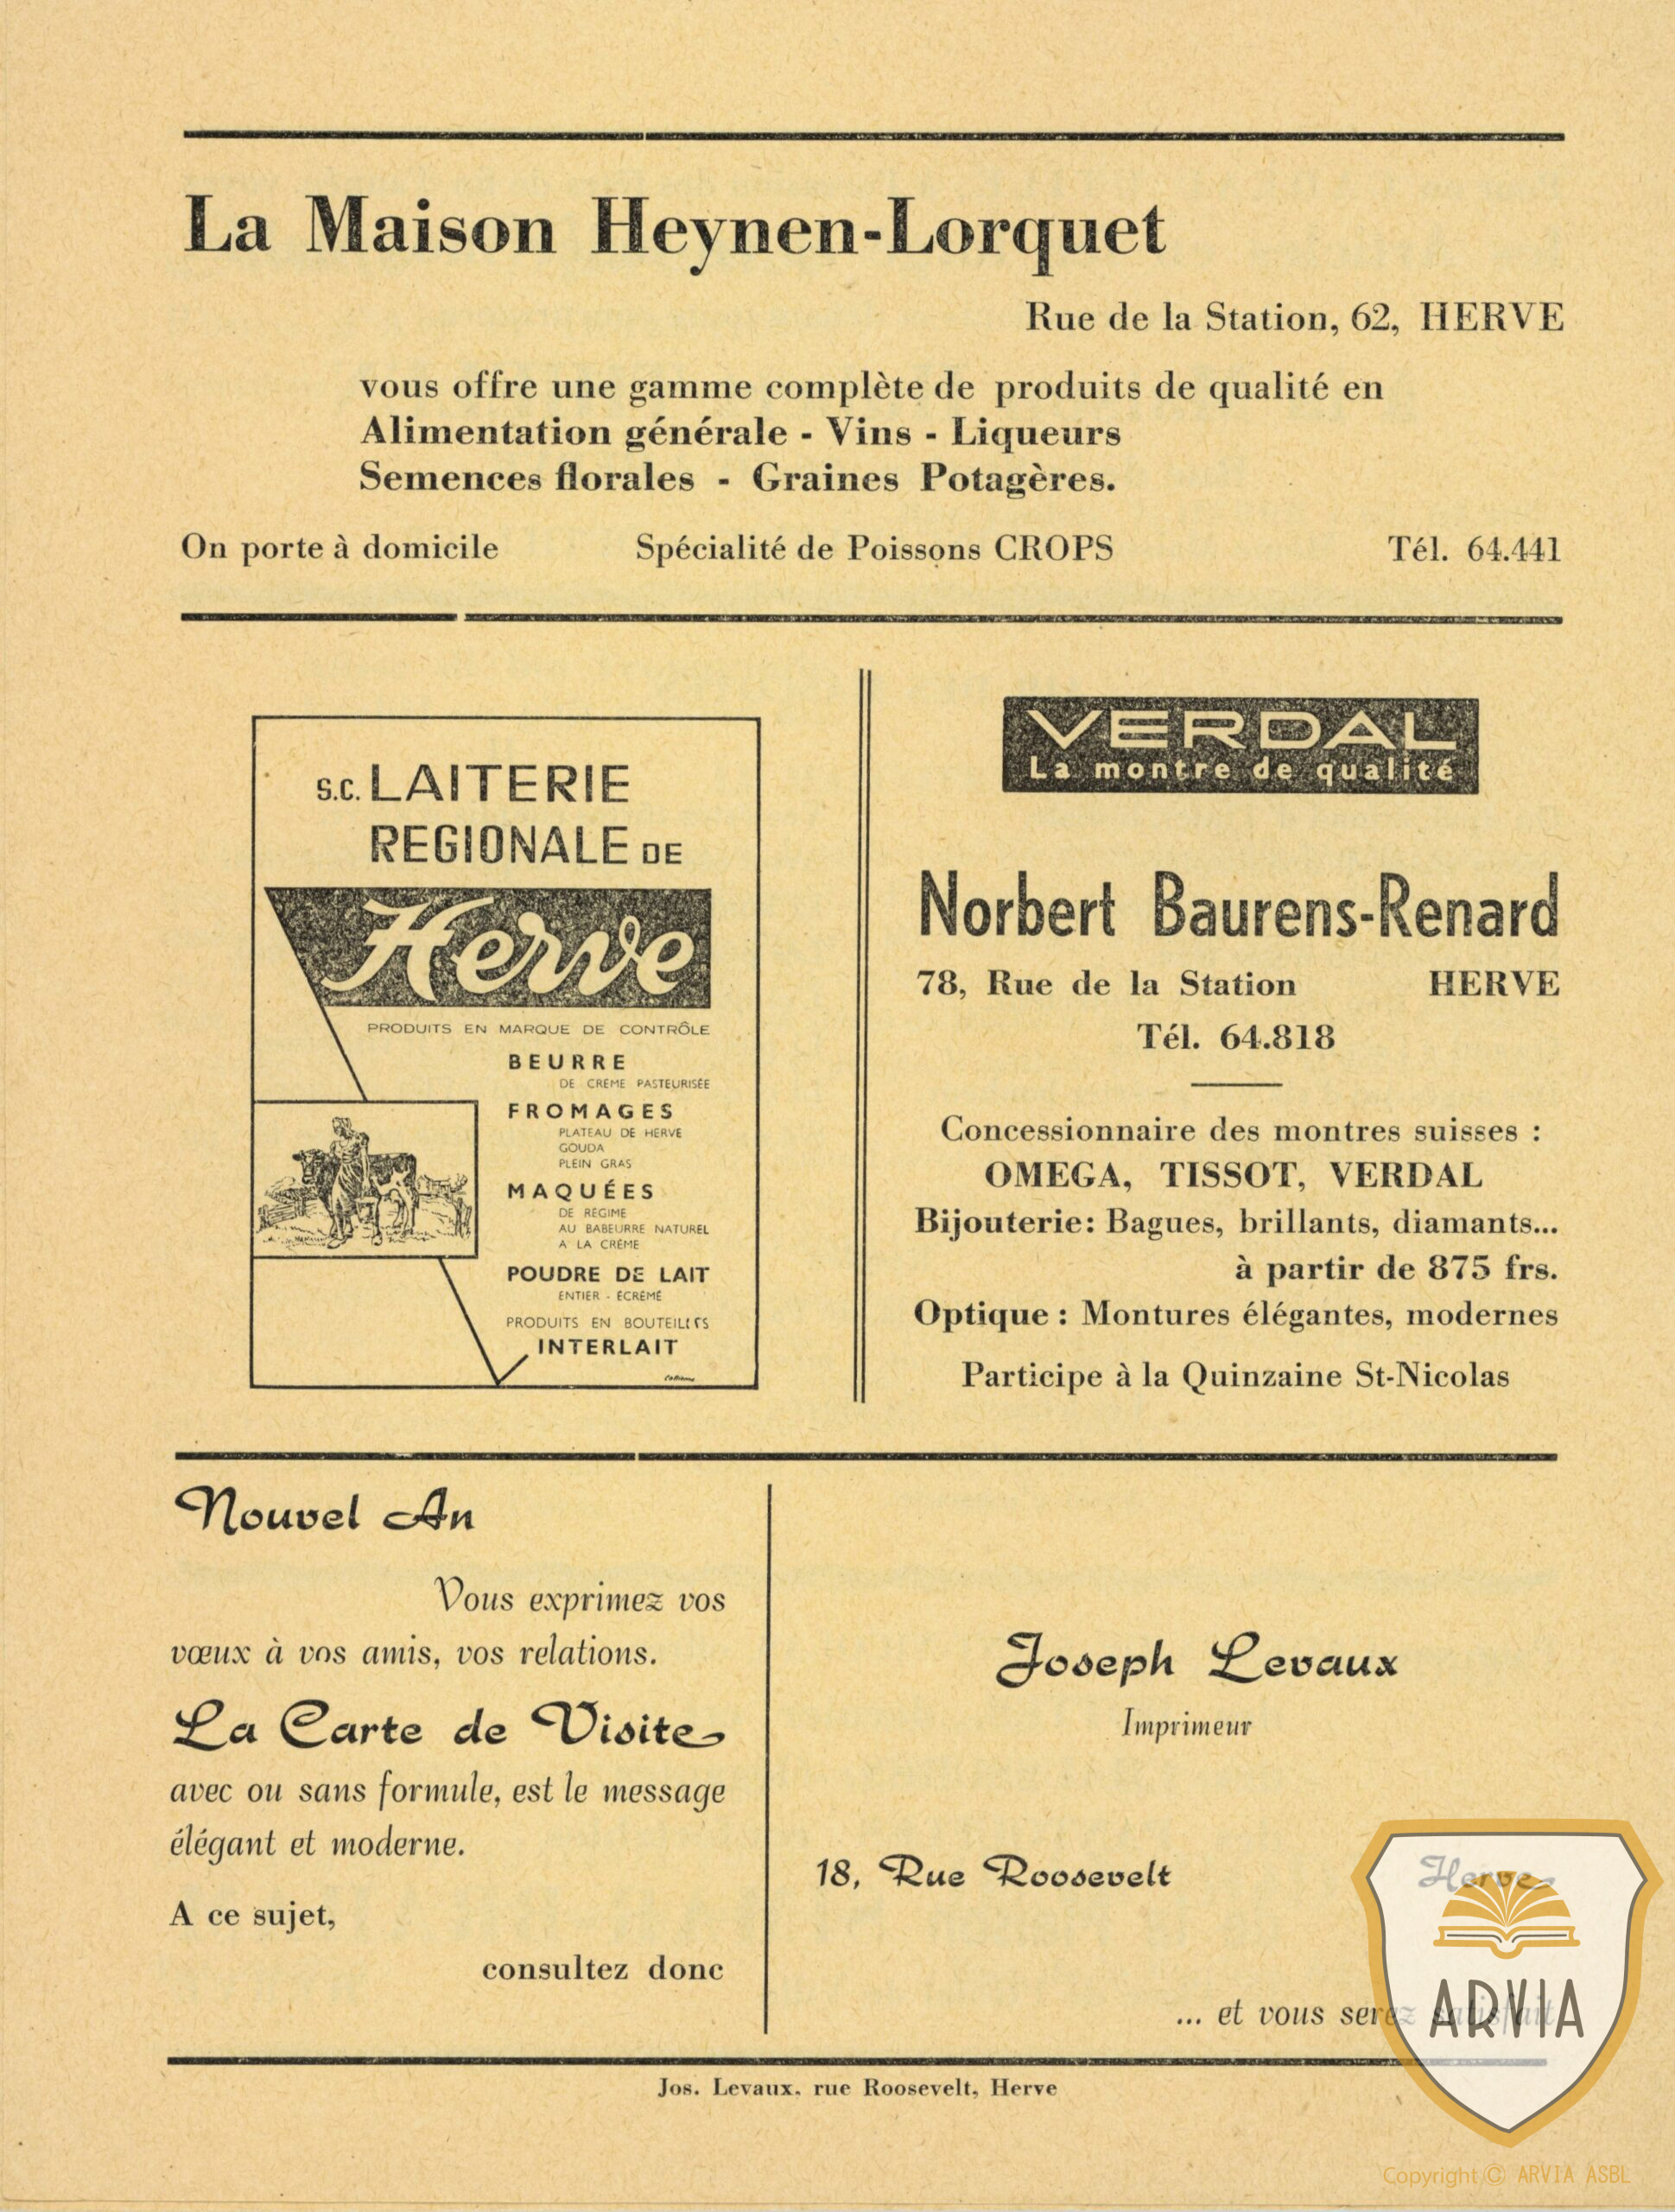 La Maison Heynen-Lorquet
Rue de la Station, 62, HERVE
vous offre une gamme complète de produits de qualité en
Alimentation générale - Vins - Liqueurs
Semences florales - Graines Potagères.
On porte à domicile Spécialité de Poissons CROPS Tél. 64.441
S.C. LAITERIE
REGIONALE DE
Herve
PRODUITS EN MARQUE DE CONTRÔLE
BEURRE
DE CREME PASTEURISÉE
FROMAGES
PLATEAU DE HERVE
GOUDA
PLEIN GRAS
MAQUÉES
DE RÉGIME
AU BABEURRE NATUREL
A LA CRÉME
POUDRE DE LAIT
ENTIER - ECRÉMÉ
PRODUITS EN BOUTEILLES
INTERLAIT
VERDAL
La montre de qualité
Norbert Baurens-Renard
78, Rue de la Station HERVE
Tél. 64.818
Concessionnaire des montres suisses :
OMEGA, TISSOT, VERDAL
Bijouterie: Bagues, brillants, diamants...
à partir de 875 frs.
Optique : Montures élégantes, modernes
Participe à la Quinzaine St-Nicolas
Nouvel An
Vous exprimez vos
vœux à vos amis, vos relations.
La Carte de Visite
avec ou sans formule, est le message
élégant et moderne.
A ce sujet,
consultez donc
Joseph Levaux
Imprimeur
18, Rue Roosevelt Herve
... et vous serez satisfait
Jos. Levaux, rue Roosevelt, Herve
ARVIA
Copyright © ARVIA ASBL